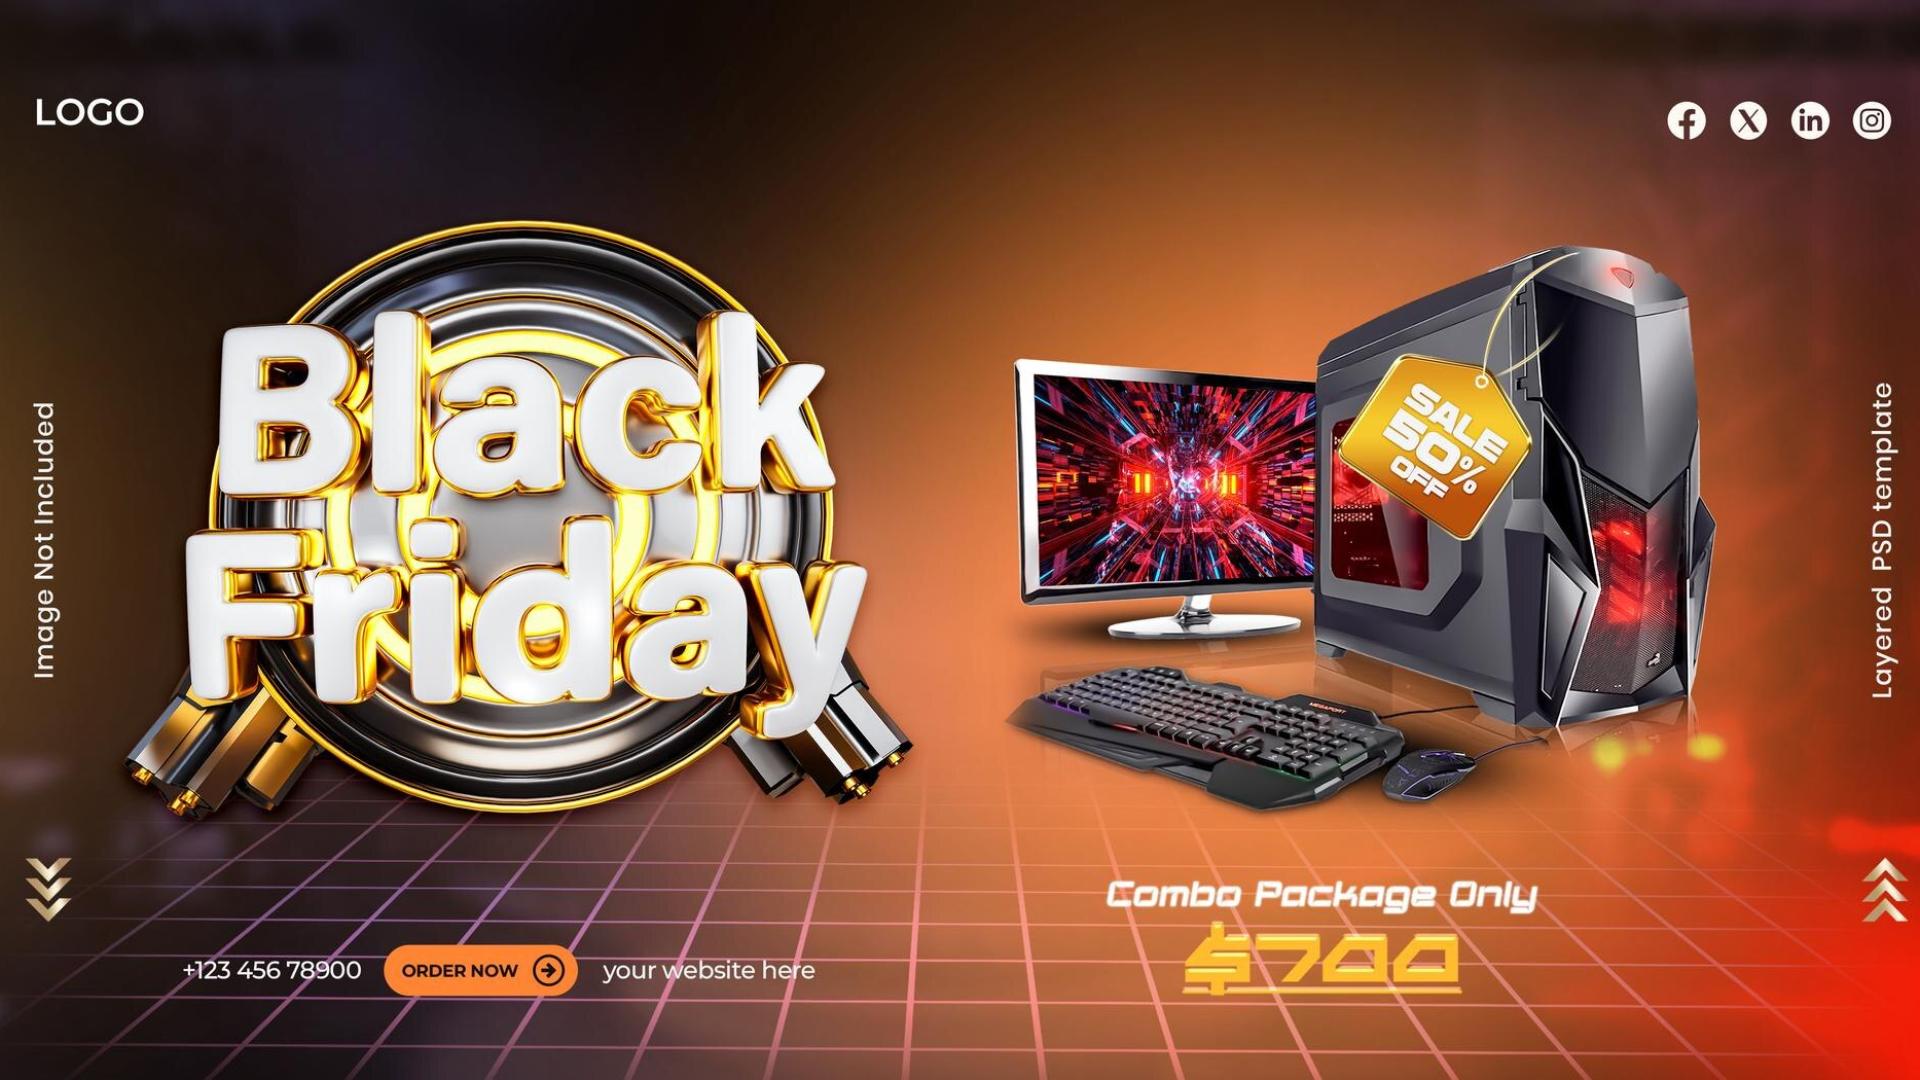 LOGO
Black
Friday
SALE
50%
OFF
Image Not Included
Layered PSD template
MEGAPORT
Combo Package Only
$700
+123 456 78900
ORDER NOW
your website here